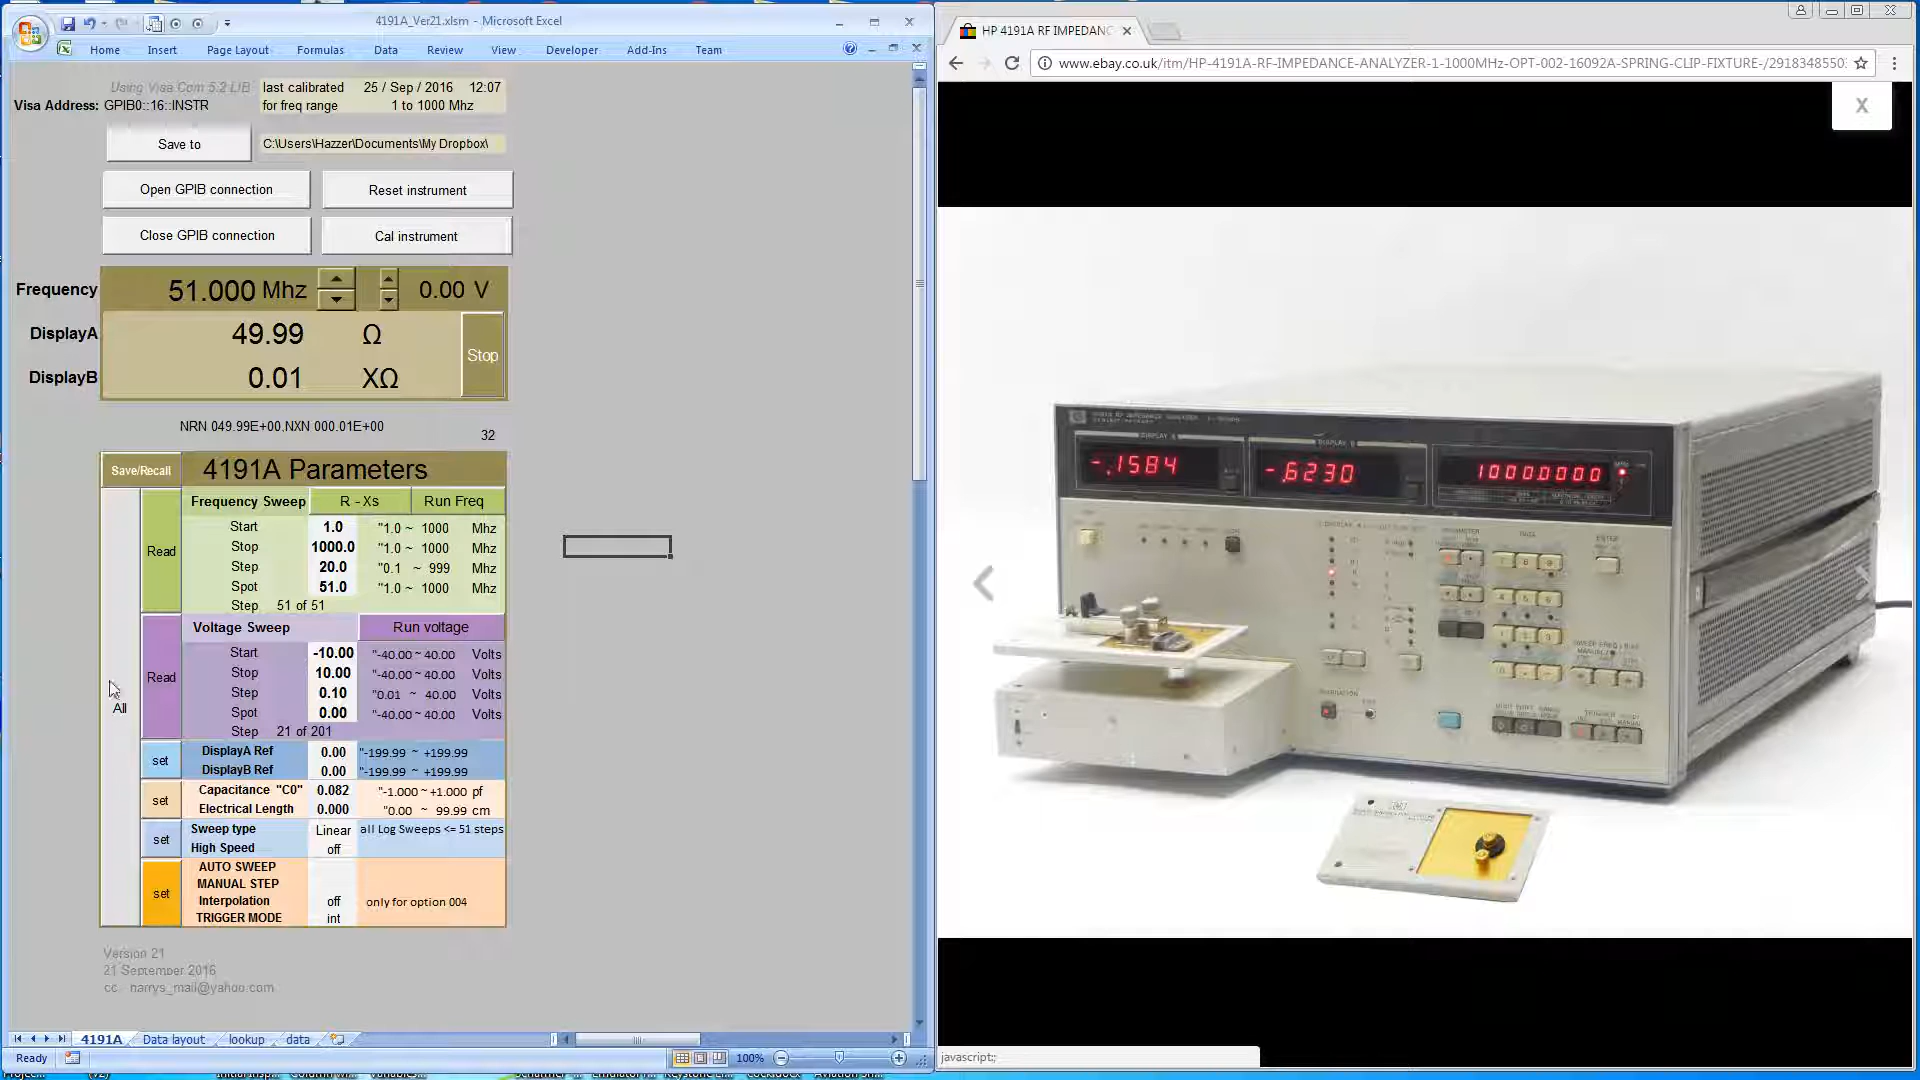 4191A_Ver21.xlsm - Microsoft Excel
Home Insert Page Layout Formulas Data Review View Developer Add-Ins Team
Using Visa Com 5.2 LIB
last calibrated 25 / Sep / 2016 12:07
Visa Address: GPIB0::16::INSTR
for freq range 1 to 1000 Mhz
Save to
C:\Users\Hazzer\Documents\My Dropbox\
Open GPIB connection
Reset instrument
Close GPIB connection
Cal instrument
Frequency 51.000 Mhz 0.00 V
DisplayA 49.99 Ω
Stop
DisplayB 0.01 XΩ
NRN 049.99E+00,NXN 000.01E+00
32
Save/Recall 4191A Parameters
Frequency Sweep R - Xs Run Freq
Start 1.0 "1.0 ~ 1000 Mhz
Stop 1000.0 "1.0 ~ 1000 Mhz
Read
Step 20.0 "0.1 ~ 999 Mhz
Spot 51.0 "1.0 ~ 1000 Mhz
Step 51 of 51
Voltage Sweep Run voltage
Start -10.00 "-40.00 ~ 40.00 Volts
Stop 10.00 "-40.00 ~ 40.00 Volts
Read
Step 0.10 "0.01 ~ 40.00 Volts
All
Spot 0.00 "-40.00 ~ 40.00 Volts
Step 21 of 201
DisplayA Ref 0.00 "-199.99 ~ +199.99
set
DisplayB Ref 0.00 "-199.99 ~ +199.99
Capacitance "C0" 0.082 "-1.000 ~ +1.000 pf
set
Electrical Length 0.000 "0.00 ~ 99.99 cm
Sweep type Linear all Log Sweeps <= 51 steps
set
High Speed off
AUTO SWEEP
MANUAL STEP
set
Interpolation off only for option 004
TRIGGER MODE int
Version 21
21 September 2016
4191A Data layout lookup data
Ready
100%
HP 4191A RF IMPEDANC
www.ebay.co.uk/itm/HP-4191A-RF-IMPEDANCE-ANALYZER-1-1000MHz-OPT-002-16092A-SPRING-CLIP-FIXTURE-/2918348550
X
-.1584
-.6230
1000.0000
javascript:;